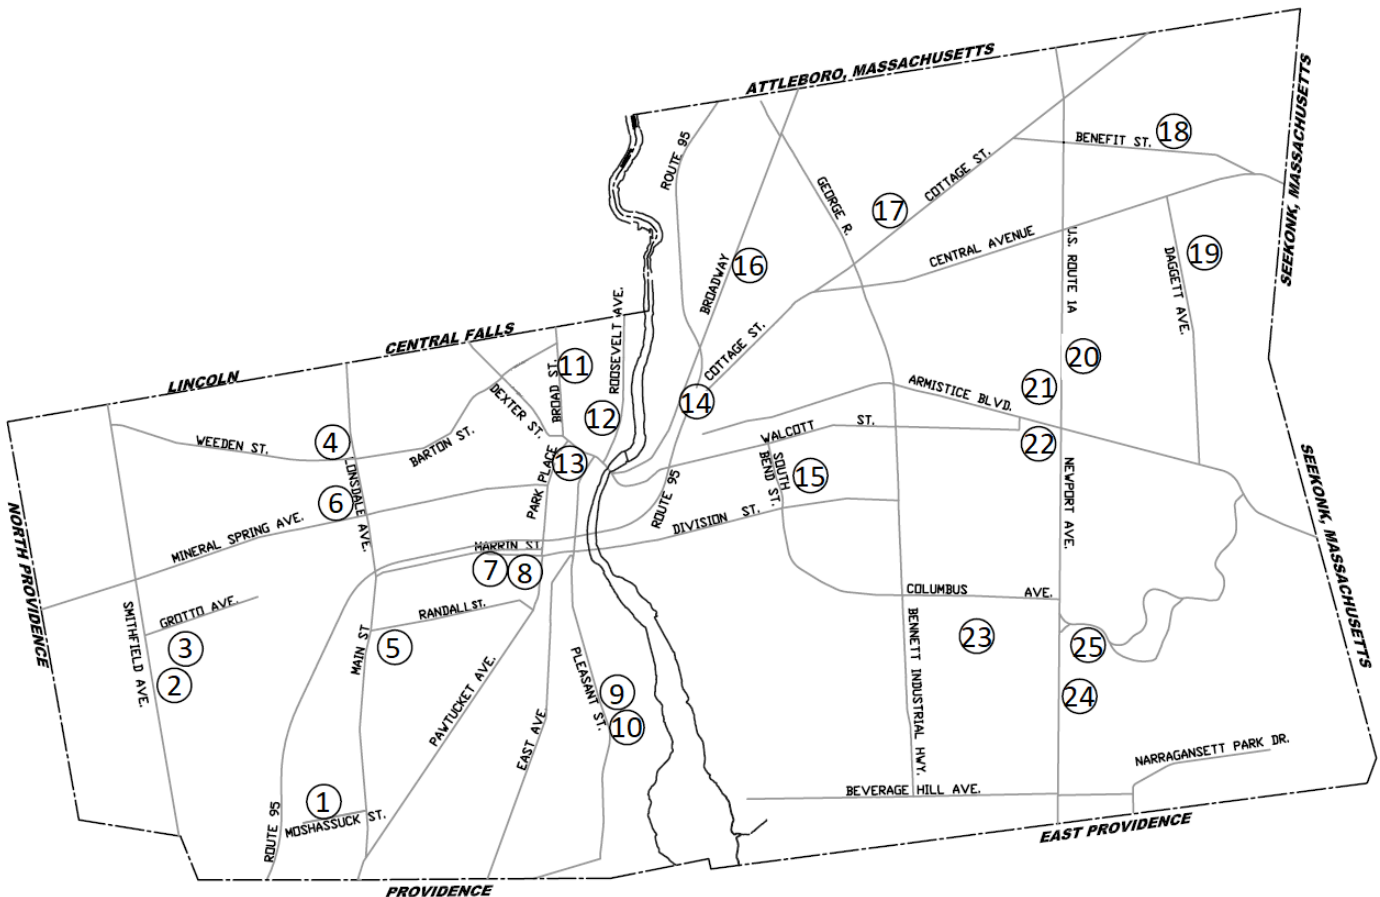 ATTLEBORO, MASSACHUSETTS
SEEKONK, MASSACHUSETTS
ROUTE 95
BENEFIT ST.
18
GEORGE R.
17
COTTAGE ST.
CENTRAL AVENUE
U.S. ROUTE 1A
19
DAGGETT AVE.
BROADWAY
16
ROOSEVELT AVE.
CENTRAL FALLS
LINCOLN
COTTAGE ST.
20
21
11
BROAD ST.
DEXTER ST.
12
14
ARMISTICE BLVD.
WALCOTT ST.
22
WEEDEN ST.
4
BARTON ST.
13
PARK PLACE
SOUTH
BEND ST.
15
SEEKONK, MASSACHUSETTS
NORTH PROVIDENCE
LONSDALE AVE.
6
MINERAL SPRING AVE.
ROUTE 95
DIVISION ST.
NEWPORT AVE.
MARRIN ST.
7
8
COLUMBUS AVE.
SMITHFIELD AVE.
GROTTO AVE.
RANDALL ST.
3
2
MAIN ST
5
PAWTUCKET AVE.
EAST AVE
PLEASANT ST.
9
10
BENNETT INDUSTRIAL HWY.
23
25
24
NARRAGANSETT PARK DR.
1
MOSHASSUCK ST.
ROUTE 95
BEVERAGE HILL AVE.
EAST PROVIDENCE
PROVIDENCE